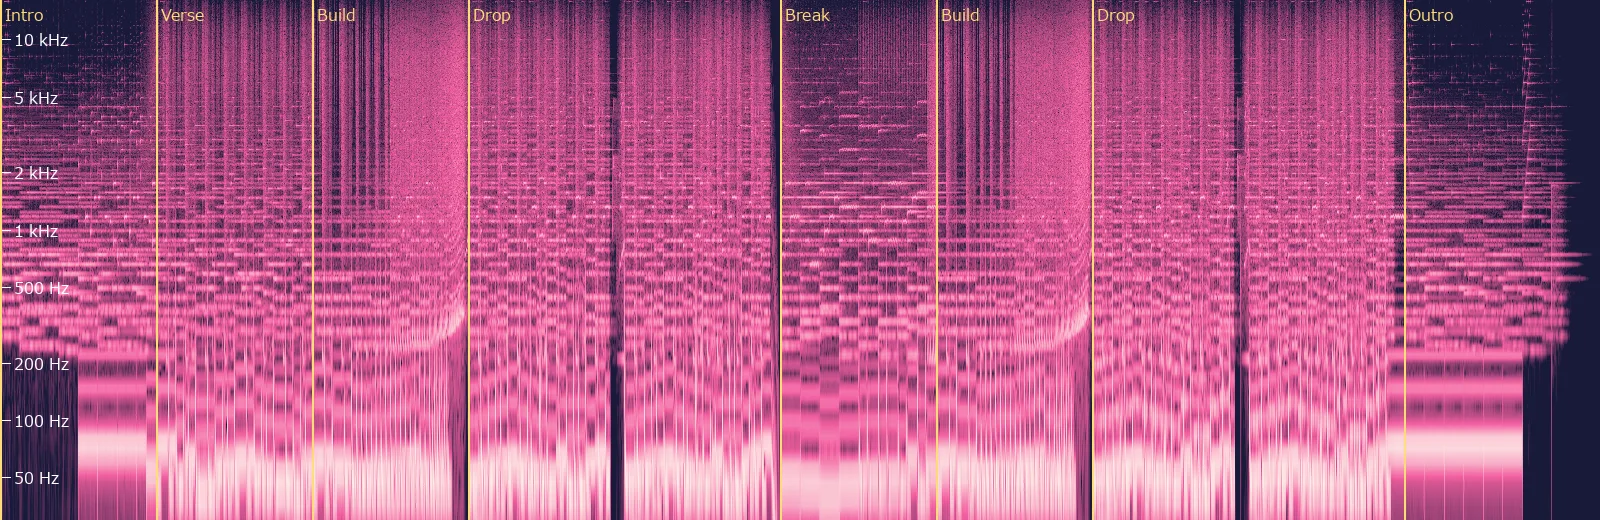 Intro
Verse
Build
Drop
Break
Build
Drop
Outro
10 kHz
5 kHz
2 kHz
1 kHz
500 Hz
200 Hz
100 Hz
50 Hz